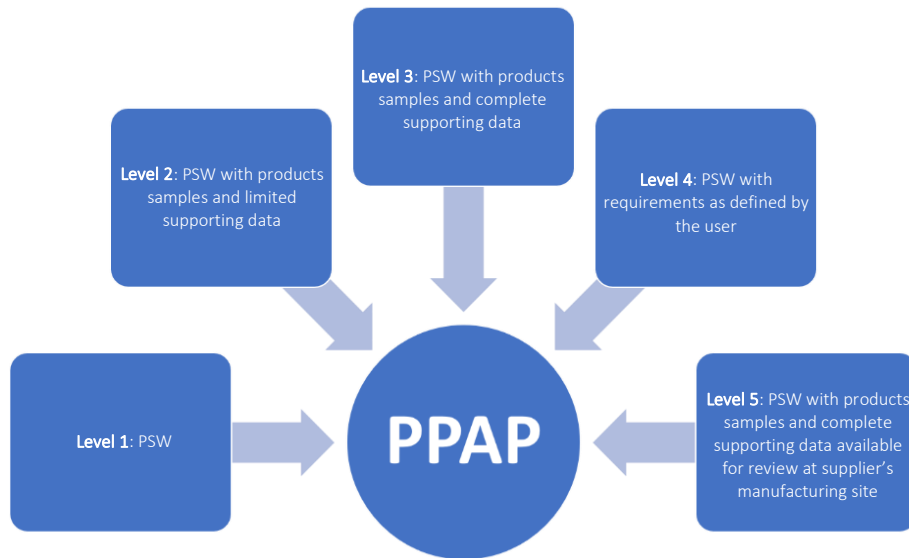 Level 3: PSW with products
samples and complete
supporting data
Level 2: PSW with products
samples and limited
supporting data
Level 4: PSW with
requirements as defined by
the user
Level 1: PSW
PPAP
Level 5: PSW with products
samples and complete
supporting data available
for review at supplier’s
manufacturing site